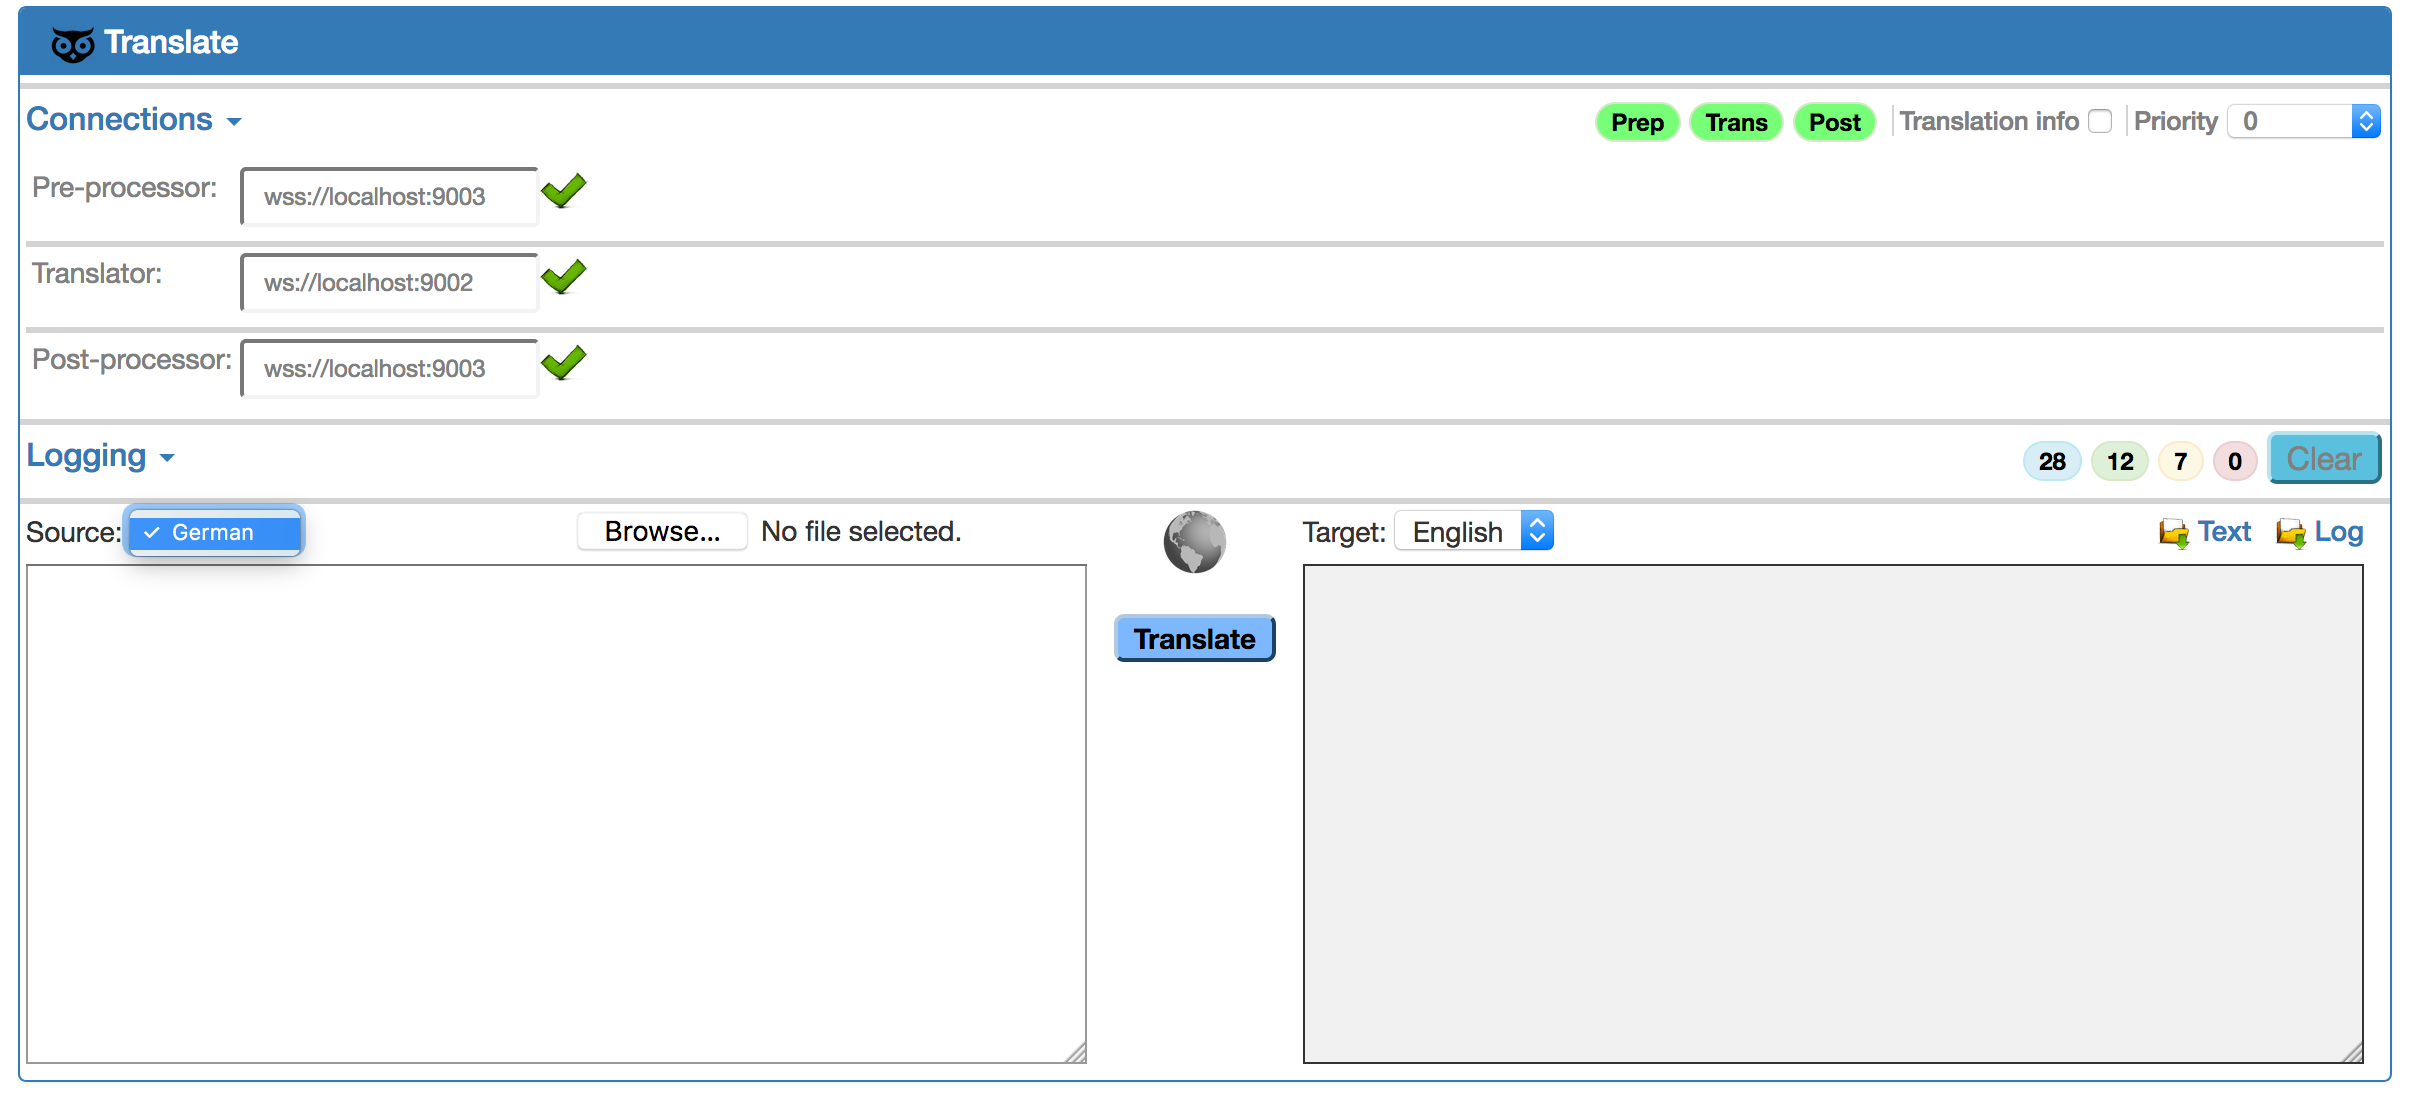 Translate
Connections
Prep Trans Post Translation info Priority 0
Pre-processor: wss://localhost:9003
Translator: ws://localhost:9002
Post-processor: wss://localhost:9003
Logging
28 12 7 0 Clear
Source: German Browse... No file selected. Target: English Text Log
Translate